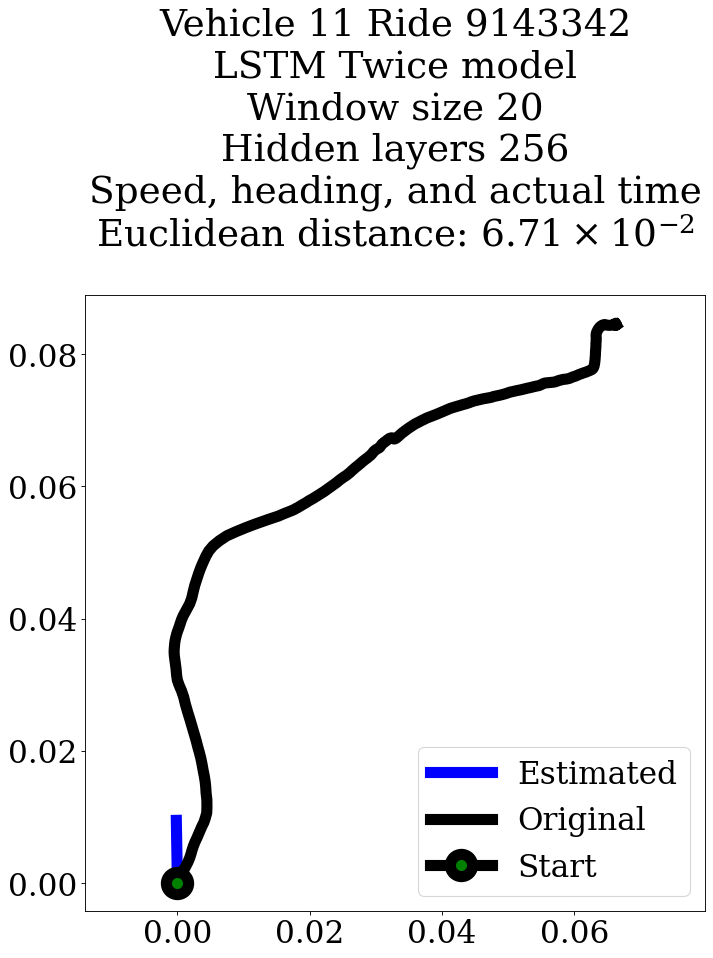 Vehicle 11 Ride 9143342
LSTM Twice model
Window size 20
Hidden layers 256
Speed, heading, and actual time
Euclidean distance: 6.71 × 10⁻²
0.08
0.06
0.04
0.02
0.00
Estimated
Original
Start
0.00 0.02 0.04 0.06